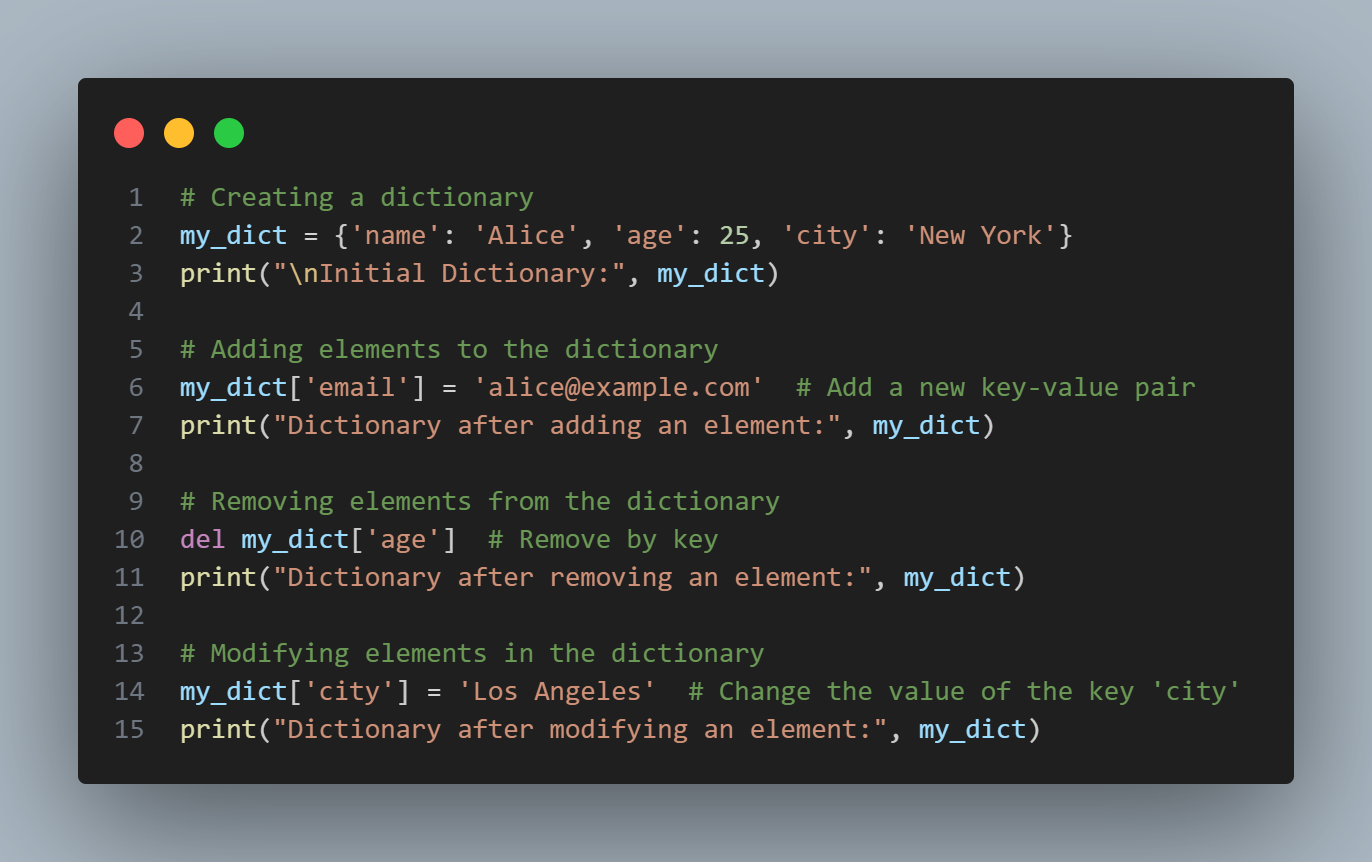 1 # Creating a dictionary
2 my_dict = {'name': 'Alice', 'age': 25, 'city': 'New York'}
3 print("\nInitial Dictionary:", my_dict)
4
5 # Adding elements to the dictionary
6 my_dict['email'] = 'alice@example.com'  # Add a new key-value pair
7 print("Dictionary after adding an element:", my_dict)
8
9 # Removing elements from the dictionary
10 del my_dict['age']  # Remove by key
11 print("Dictionary after removing an element:", my_dict)
12
13 # Modifying elements in the dictionary
14 my_dict['city'] = 'Los Angeles'  # Change the value of the key 'city'
15 print("Dictionary after modifying an element:", my_dict)